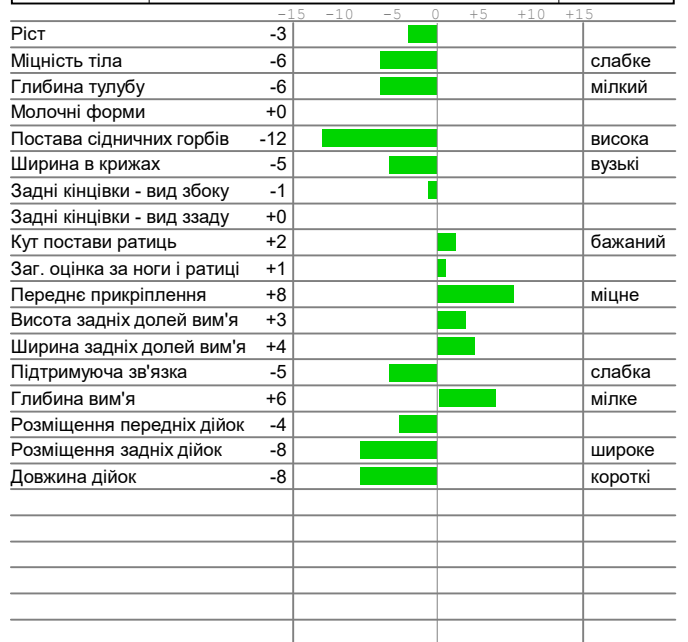 -15 -10 -5 0 +5 +10 +15
Ріст -3
Міцність тіла -6 слабке
Глибина тулубу -6 мілкий
Молочні форми +0
Постава сідничних горбів -12 висока
Ширина в крижах -5 вузькі
Задні кінцівки - вид збоку -1
Задні кінцівки - вид ззаду +0
Кут постави ратиць +2 бажаний
Заг. оцінка за ноги і ратиці +1
Переднє прикріплення +8 міцне
Висота задніх долей вим'я +3
Ширина задніх долей вим'я +4
Підтримуюча зв'язка -5 слабка
Глибина вим'я +6 мілке
Розміщення передніх дійок -4
Розміщення задніх дійок -8 широке
Довжина дійок -8 короткі